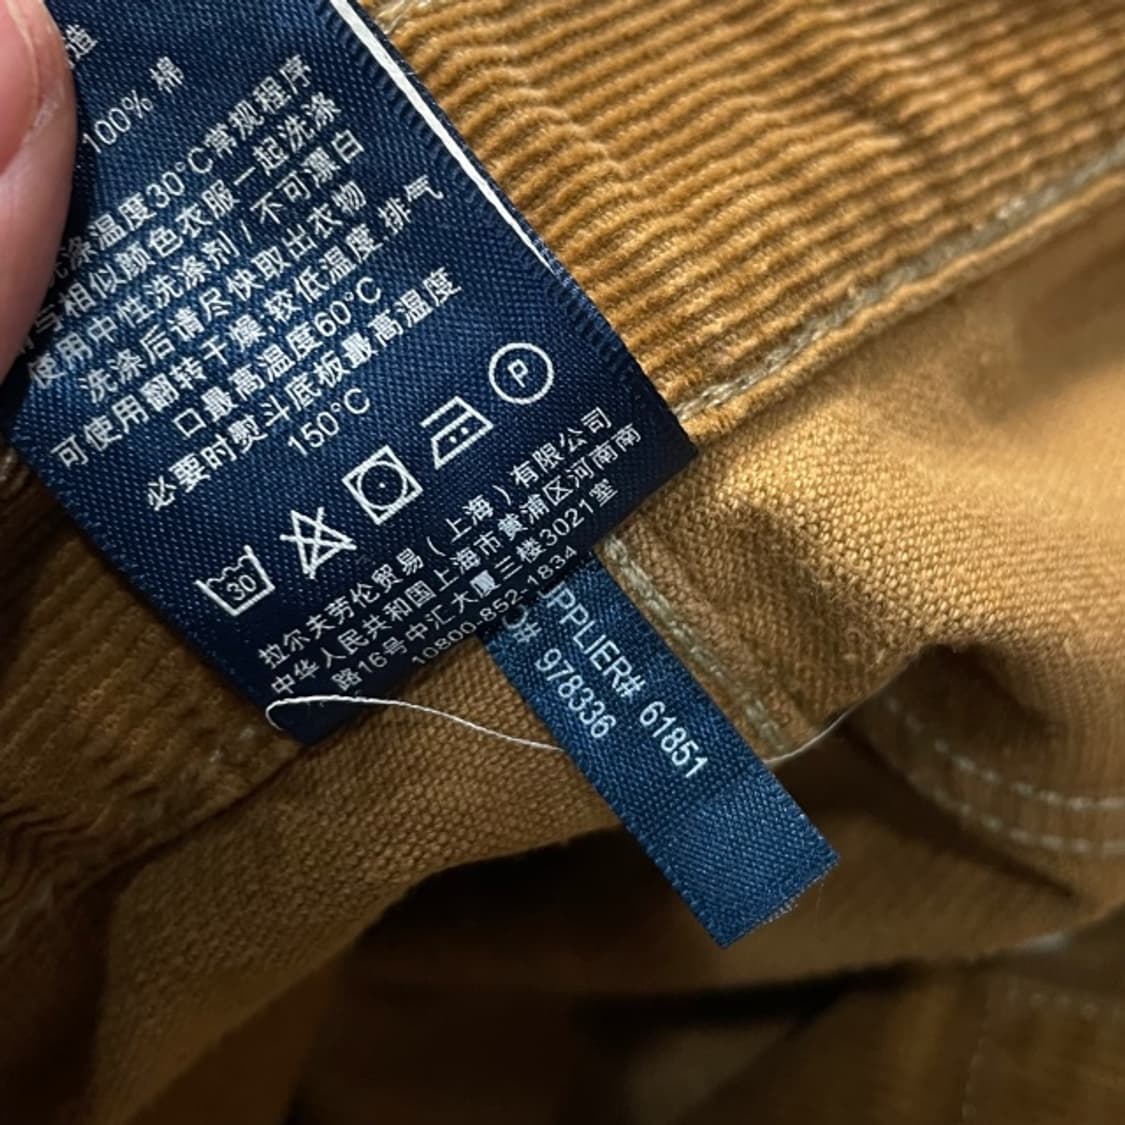 造
100% 棉
洗涤温度30°C常规程序
与相似颜色衣服一起洗涤
使用中性洗涤剂 / 不可漂白
洗涤后请尽快取出衣物
可使用翻转干燥,较低温度,排气
口最高温度60°C
必要时熨斗底板最高温度
150°C
30
P
拉尔夫劳伦贸易（上海）有限公司
中华人民共和国上海市黄浦区河南南
路16号中汇大厦三楼3021室
10800-852-1834
UPPLIER# 61851
O# 978336